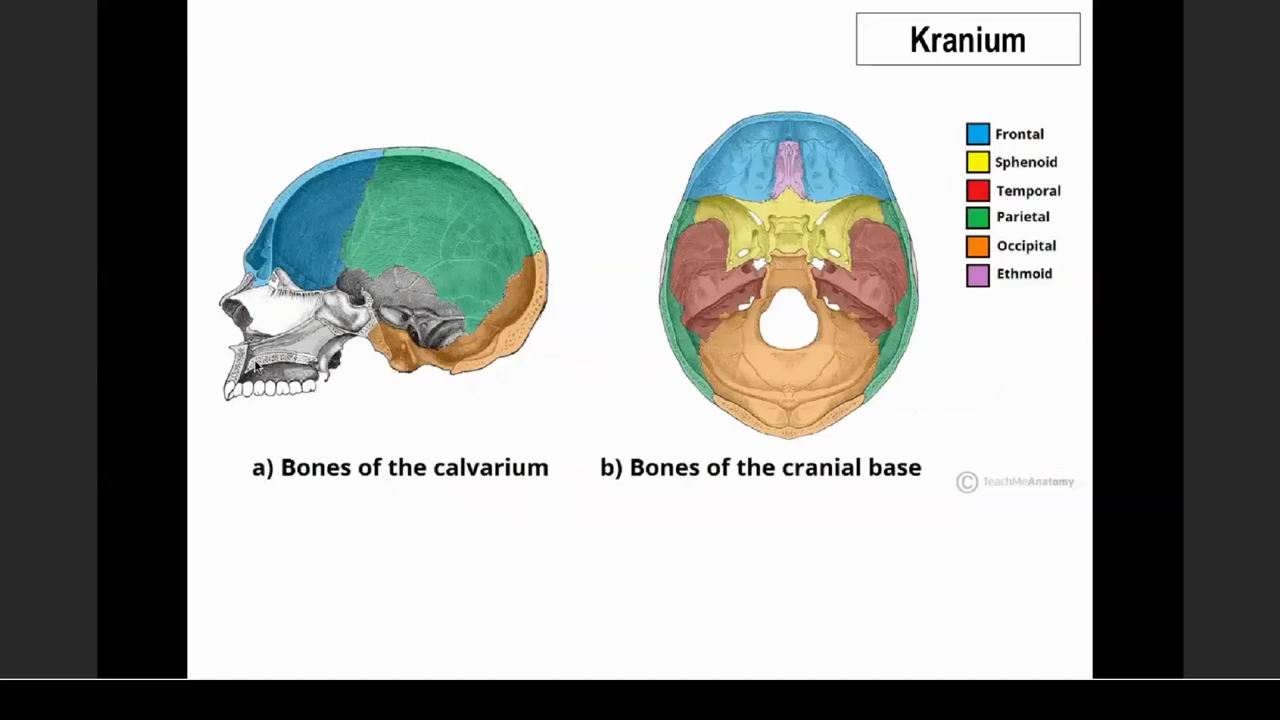 Kranium
Frontal
Sphenoid
Temporal
Parietal
Occipital
Ethmoid
a) Bones of the calvarium
b) Bones of the cranial base
© TeachMeAnatomy